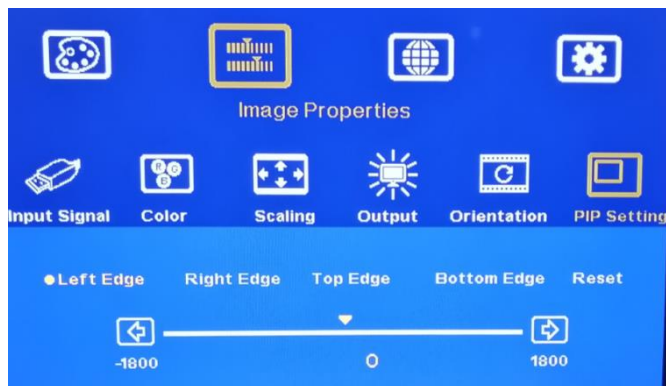 Image Properties
R G B
Input Signal Color Scaling Output Orientation PIP Setting
Left Edge Right Edge Top Edge Bottom Edge Reset
-1800 0 1800